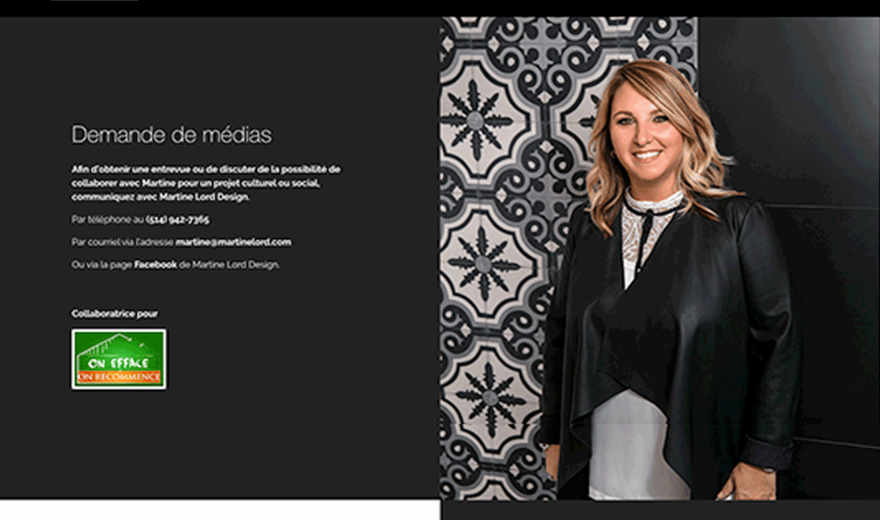 Demande de médias
Afin d'obtenir une entrevue ou de discuter de la possibilité de
collaborer avec Martine pour un projet culturel ou social,
communiquez avec Martine Lord Design.
Par téléphone au (514) 942-7365
Par courriel via l'adresse martine@martinelord.com
Ou via la page Facebook de Martine Lord Design.
Collaboratrice pour
ON EFFACE
ON RECOMMENCE